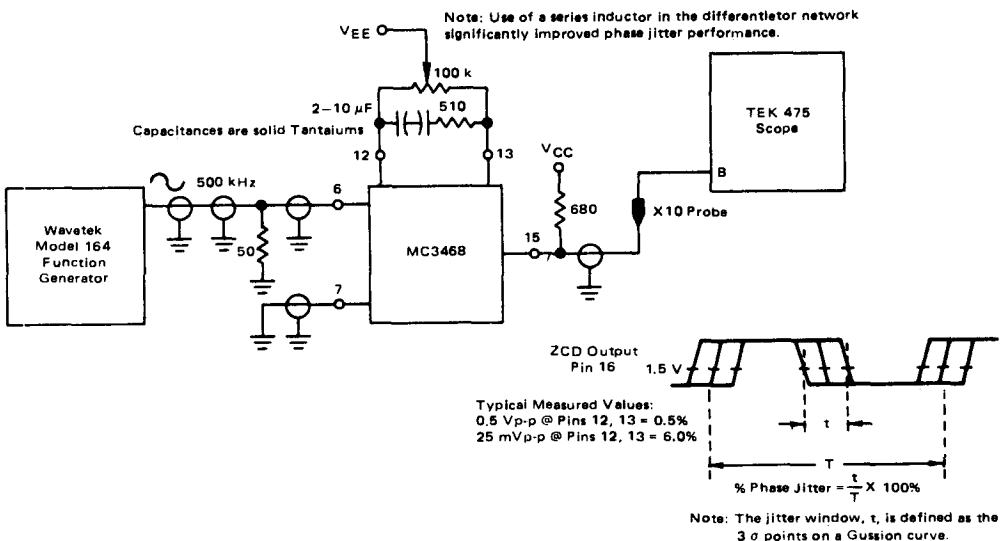 Note: Use of a series inductor in the differentietor network
significantly improved phase jitter performance.
VEE
100 k
2–10 µF
510
Capacitances are solid Tantaiums
12
13
TEK 475
Scope
B
VCC
500 kHz
6
680
X10 Probe
Wavetek
Model 164
Function
Generator
50
MC3468
15
7
7
ZCD Output
Pin 16
1.5 V
Typical Measured Values:
0.5 Vp-p @ Pins 12, 13 = 0.5%
25 mVp-p @ Pins 12, 13 = 6.0%
t
T
% Phase Jitter = t/T X 100%
Note: The jitter window, t, is defined as the
3 σ points on a Gussion curve.